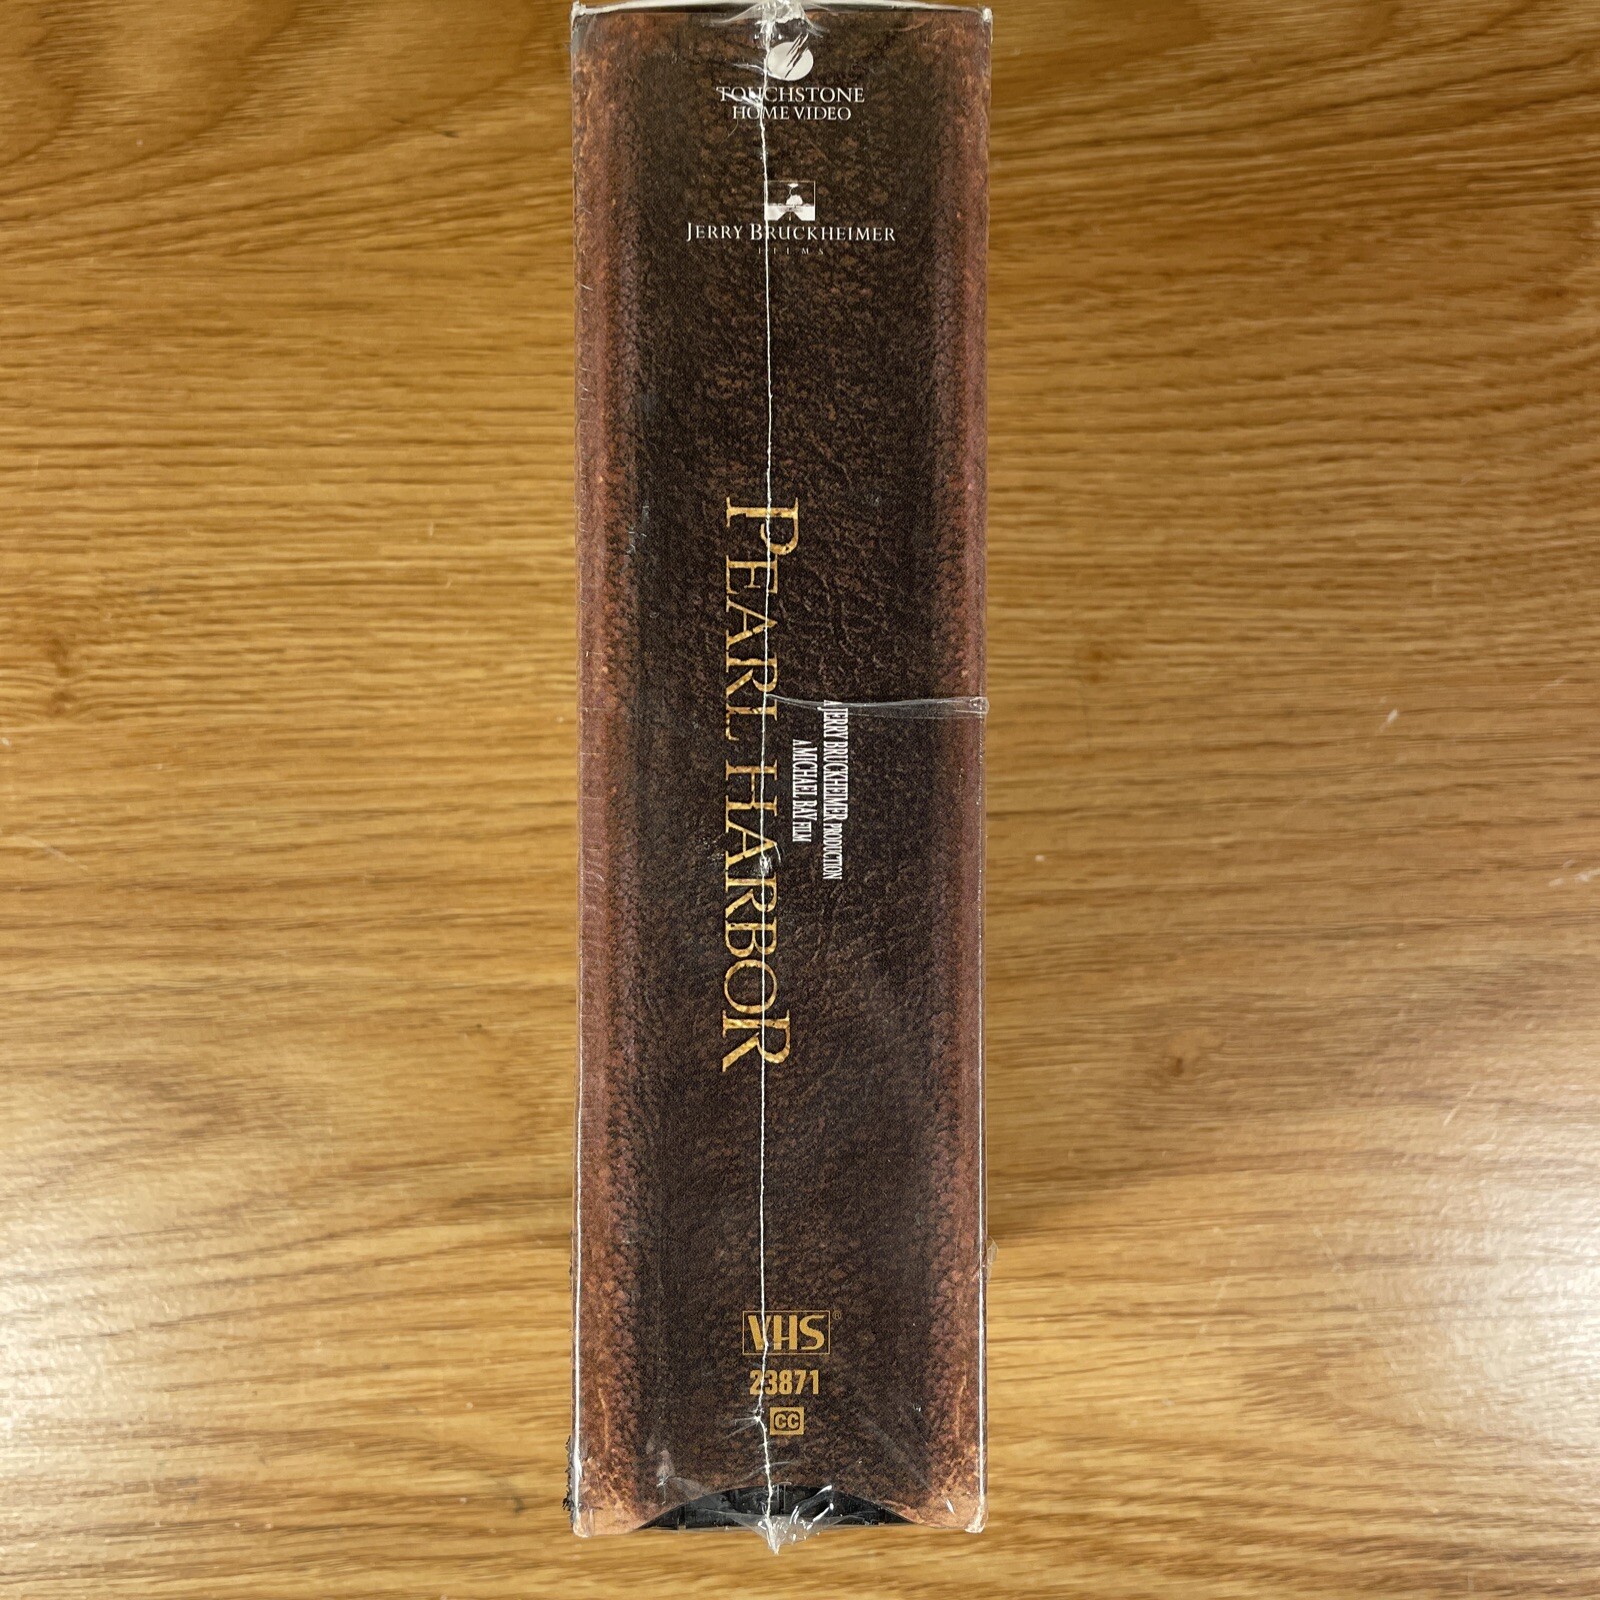 TOUCHSTONE
HOME VIDEO
JERRY BRUCKHEIMER
FILMS
PEARL HARBOR
A JERRY BRUCKHEIMER PRODUCTION
A MICHAEL BAY FILM
VHS®
23871
CC